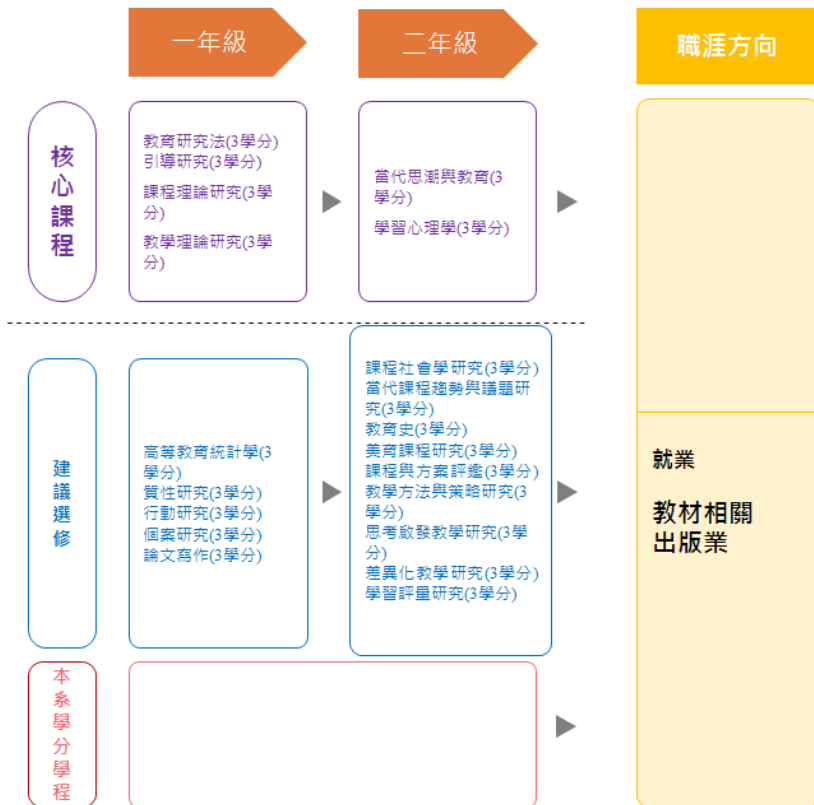 一年級
二年級
職涯方向
核心課程
教育研究法(3學分)
引導研究(3學分)
課程理論研究(3學
分)
教學理論研究(3學
分)
當代思潮與教育(3
學分)
學習心理學(3學分)
建議選修
高等教育統計學(3
學分)
質性研究(3學分)
行動研究(3學分)
個案研究(3學分)
論文寫作(3學分)
課程社會學研究(3學分)
當代課程趨勢與議題研
究(3學分)
教育史(3學分)
美育課程研究(3學分)
課程與方案評鑑(3學分)
教學方法與策略研究(3
學分)
思考啟發教學研究(3學
分)
差異化教學研究(3學分)
學習評量研究(3學分)
就業
教材相關
出版業
本系學分學程